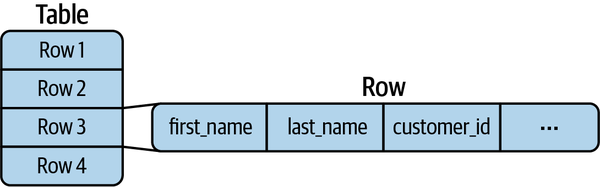 Table
Row 1
Row 2
Row 3
Row 4
Row
first_name last_name customer_id ...